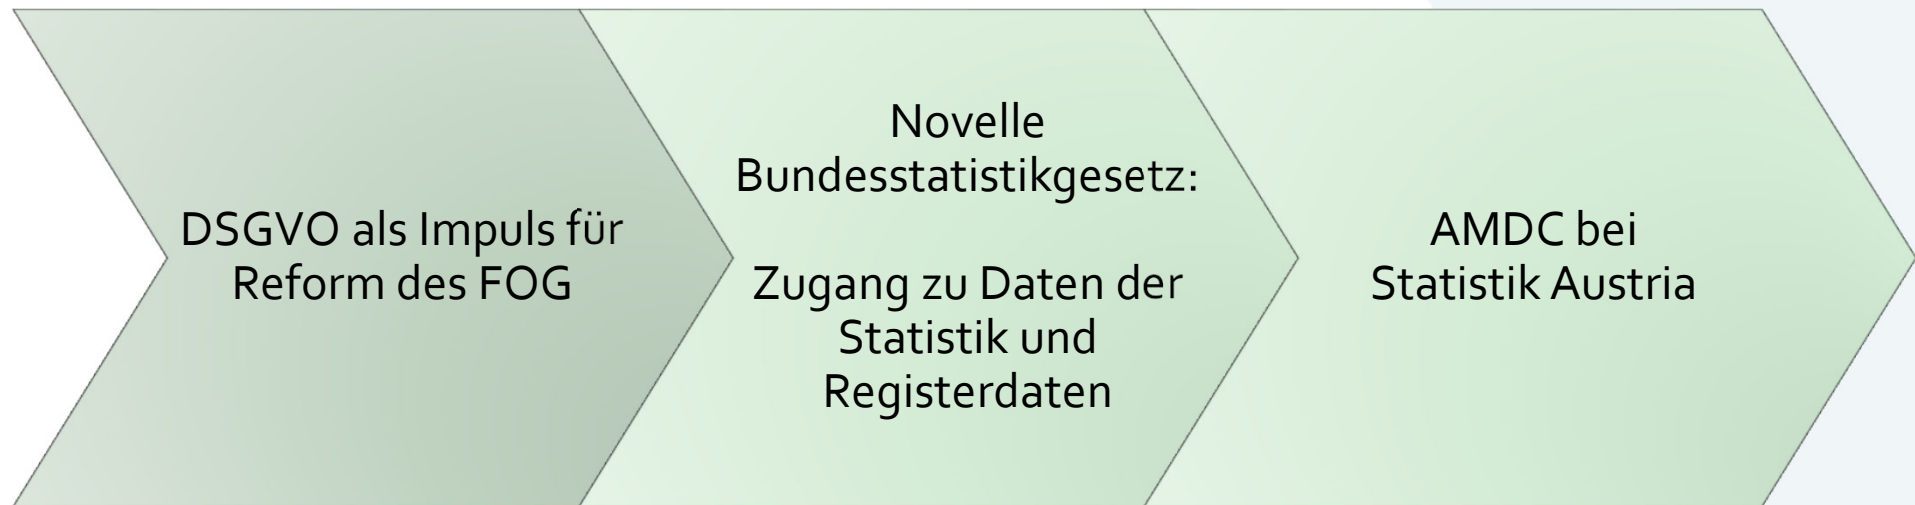 DSGVO als Impuls für
Reform des FOG
Novelle
Bundesstatistikgesetz:
Zugang zu Daten der
Statistik und
Registerdaten
AMDC bei
Statistik Austria